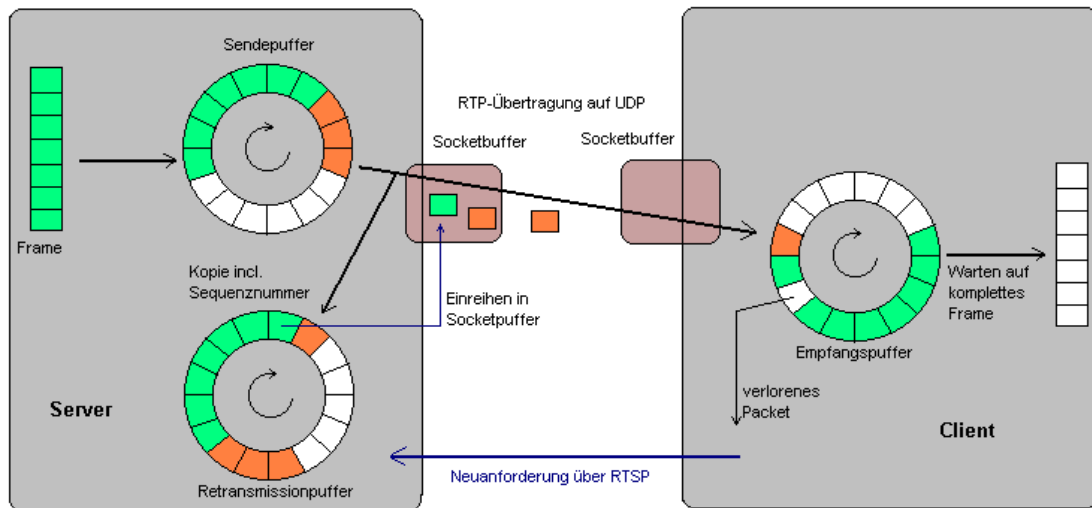 Sendepuffer
RTP-Übertragung auf UDP
Socketbuffer
Socketbuffer
Frame
Kopie incl.
Sequenznummer
Einreihen in
Socketpuffer
Warten auf
komplettes
Frame
Empfangspuffer
verlorenes
Packet
Server
Client
Neuanforderung über RTSP
Retransmissionpuffer